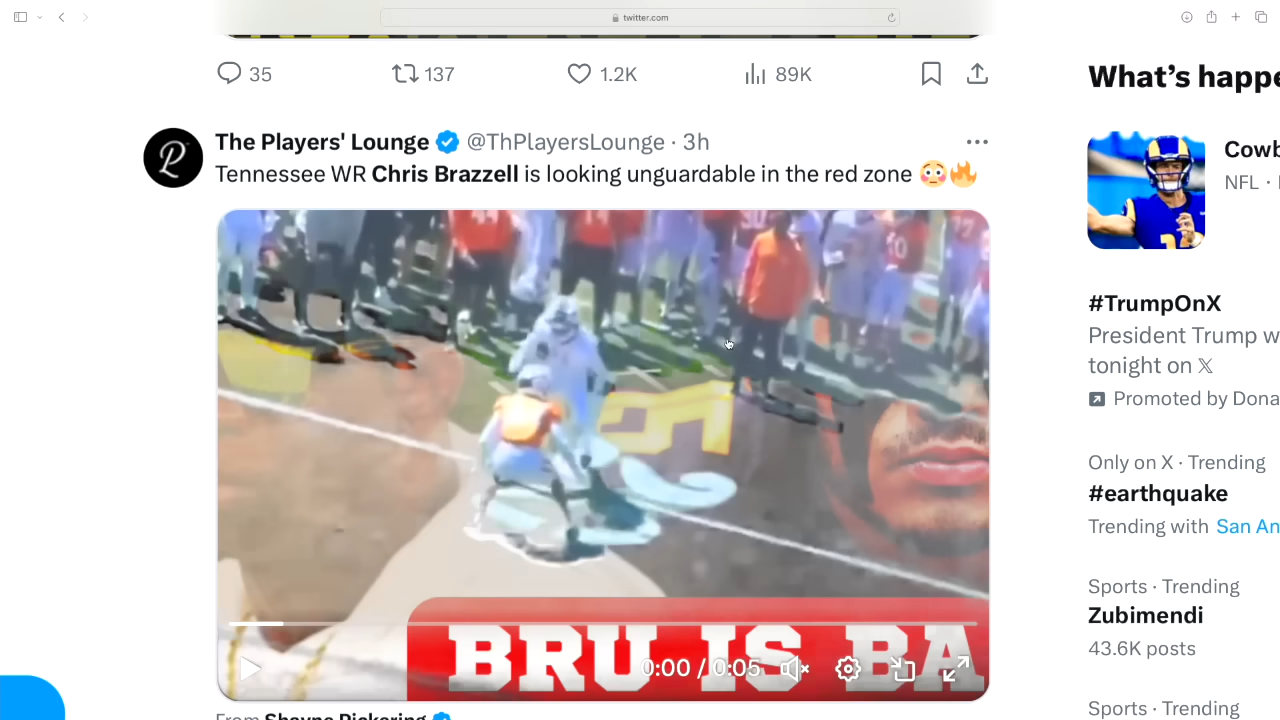 twitter.com
35
137
1.2K
89K
The Players' Lounge @ThPlayersLounge · 3h
Tennessee WR Chris Brazzell is looking unguardable in the red zone 😳🔥
BRU IS BA
0:00 / 0:05
From Shayne Pickering
What's happe
Cowb
NFL ·
#TrumpOnX
President Trump w
tonight on 𝕏
Promoted by Dona
Only on X · Trending
#earthquake
Trending with San An
Sports · Trending
Zubimendi
43.6K posts
Sports · Trending